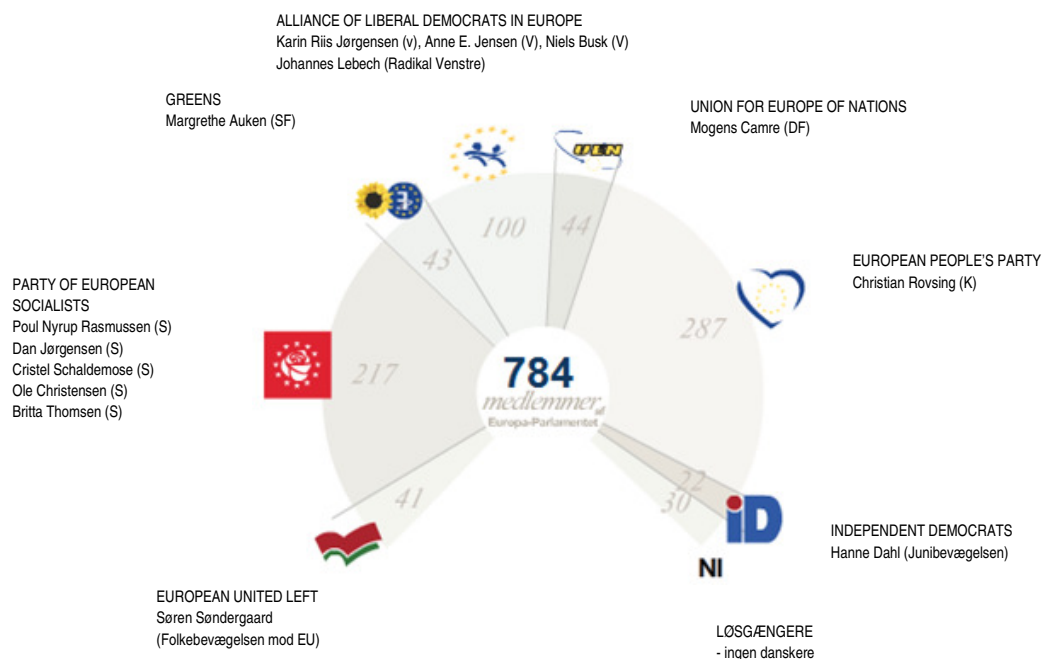 ALLIANCE OF LIBERAL DEMOCRATS IN EUROPE
Karin Riis Jørgensen (v), Anne E. Jensen (V), Niels Busk (V)
Johannes Lebech (Radikal Venstre)
GREENS
Margrethe Auken (SF)
UNION FOR EUROPE OF NATIONS
Mogens Camre (DF)
UEN
100
44
43
EUROPEAN PEOPLE'S PARTY
Christian Rovsing (K)
287
PARTY OF EUROPEAN
SOCIALISTS
Poul Nyrup Rasmussen (S)
Dan Jørgensen (S)
Cristel Schaldemose (S)
Ole Christensen (S)
Britta Thomsen (S)
217
784
medlemmer af
Europa-Parlamentet
41
22
30
iD
NI
INDEPENDENT DEMOCRATS
Hanne Dahl (Junibevægelsen)
EUROPEAN UNITED LEFT
Søren Søndergaard
(Folkebevægelsen mod EU)
LØSGÆNGERE
- ingen danskere